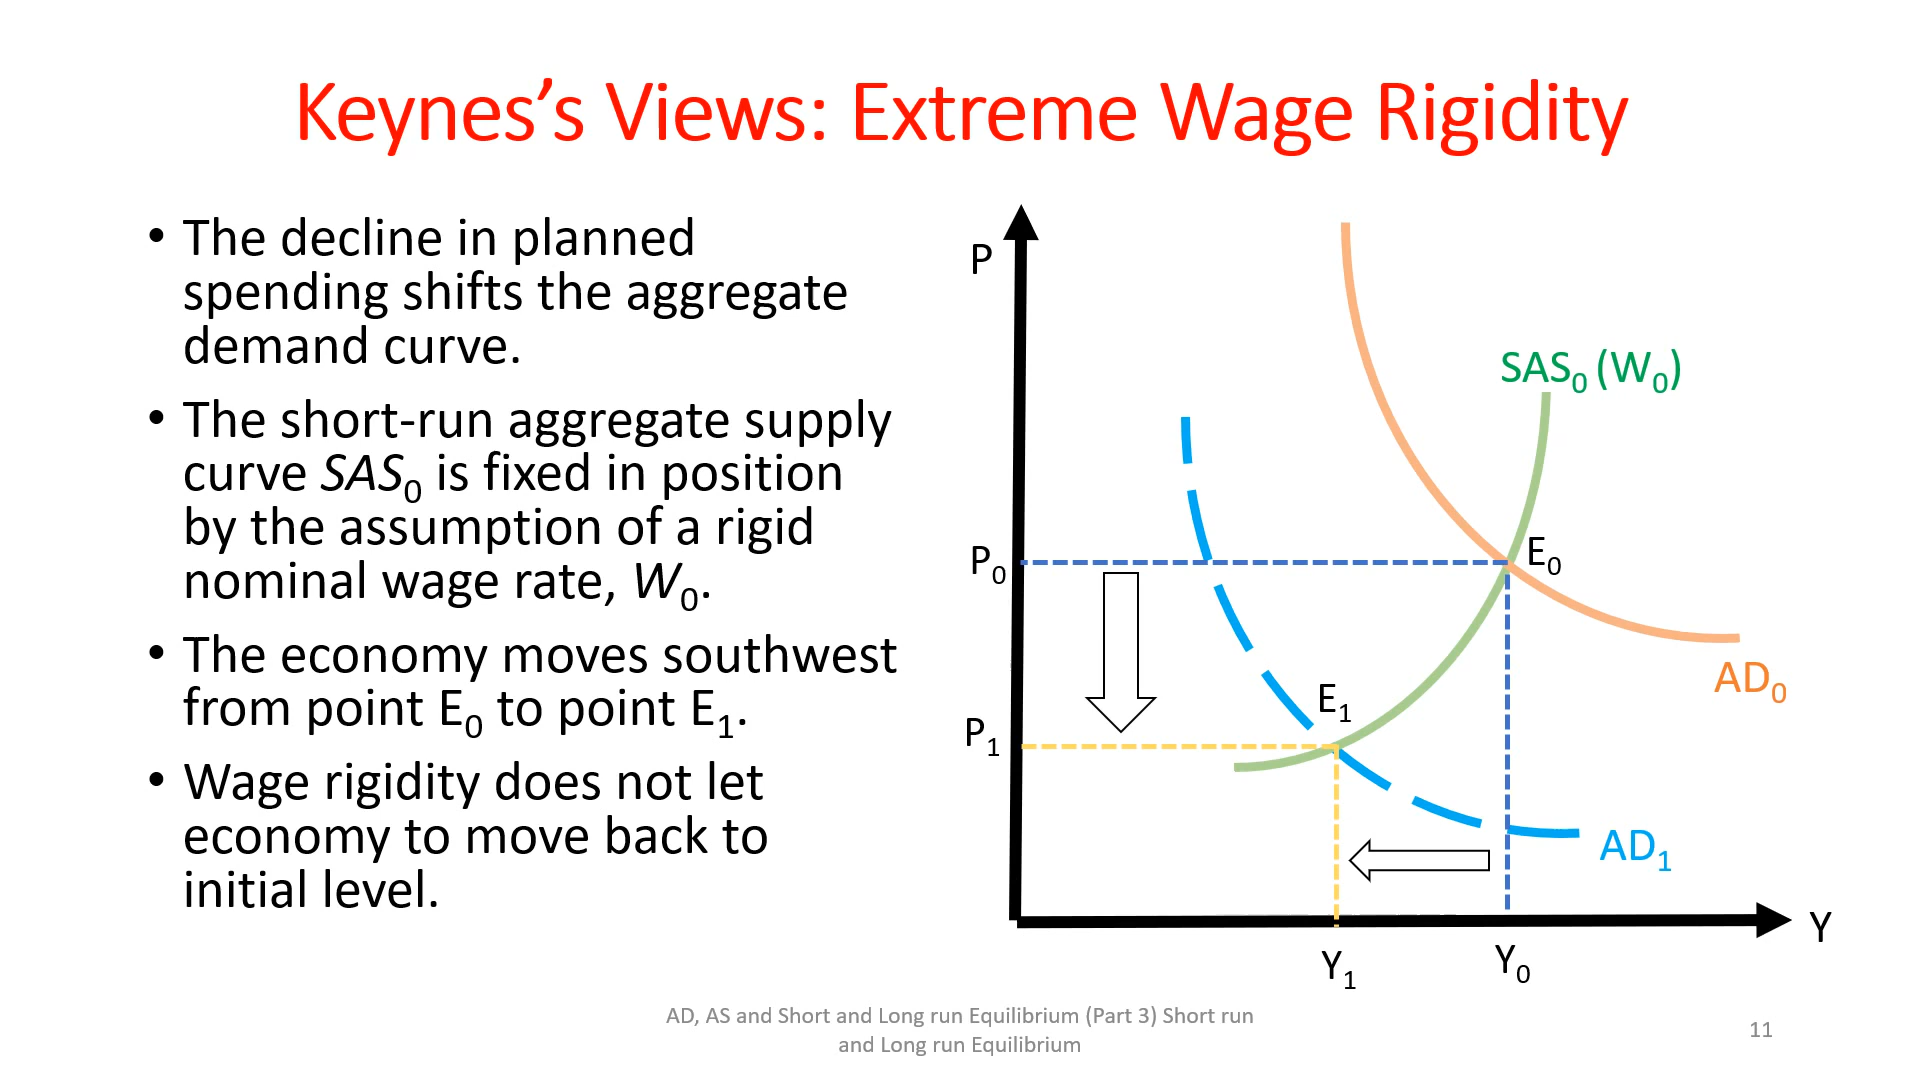 Keynes’s Views: Extreme Wage Rigidity
• The decline in planned
spending shifts the aggregate
demand curve.
• The short-run aggregate supply
curve SAS₀ is fixed in position
by the assumption of a rigid
nominal wage rate, W₀.
• The economy moves southwest
from point E₀ to point E₁.
• Wage rigidity does not let
economy to move back to
initial level.
P
SAS₀ (W₀)
P₀
E₀
AD₀
E₁
P₁
AD₁
Y
Y₁
Y₀
AD, AS and Short and Long run Equilibrium (Part 3) Short run
and Long run Equilibrium
11